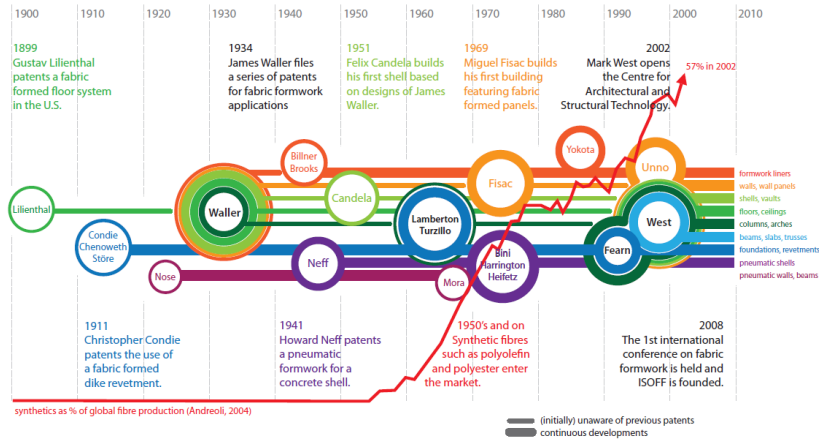 1900 1910 1920 1930 1940 1950 1960 1970 1980 1990 2000 2010
1899
Gustav Lilienthal
patents a fabric
formed floor system
in the U.S.
1934
James Waller files
a series of patents
for fabric formwork
applications
1951
Felix Candela builds
his first shell based
on designs of James
Waller.
1969
Miguel Fisac builds
his first building
featuring fabric
formed panels.
2002
Mark West opens
the Centre for
Architectural and
Structural Technology.
57% in 2002
Lilienthal
Condie
Chenoweth
Störe
Nose
Waller
Billner
Brooks
Candela
Neff
Lamberton
Turzillo
Mora
Fisac
Bini
Harrington
Heifetz
Yokota
Fearn
Unno
West
formwork liners
walls, wall panels
shells, vaults
floors, ceilings
columns, arches
beams, slabs, trusses
foundations, revetments
pneumatic shells
pneumatic walls, beams
1911
Christopher Condie
patents the use of
a fabric formed
dike revetment.
1941
Howard Neff patents
a pneumatic
formwork for a
concrete shell.
1950's and on
Synthetic fibres
such as polyolefin
and polyester enter
the market.
2008
The 1st international
conference on fabric
formwork is held and
ISOFF is founded.
synthetics as % of global fibre production (Andreoli, 2004)
(initially) unaware of previous patents
continuous developments